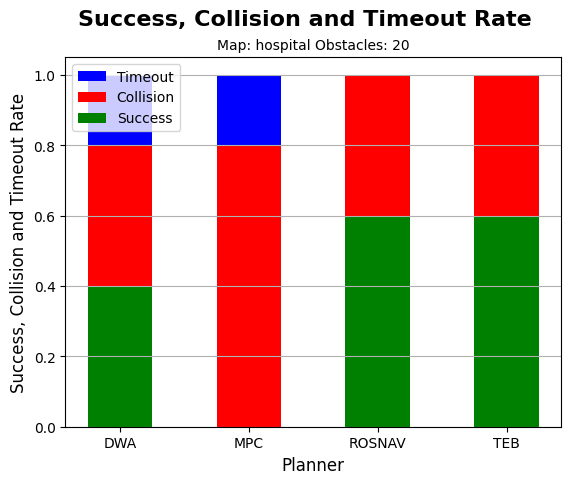 Success, Collision and Timeout Rate
Map: hospital Obstacles: 20
Timeout
Collision
Success
Success, Collision and Timeout Rate
1.0
0.8
0.6
0.4
0.2
0.0
DWA
MPC
ROSNAV
TEB
Planner